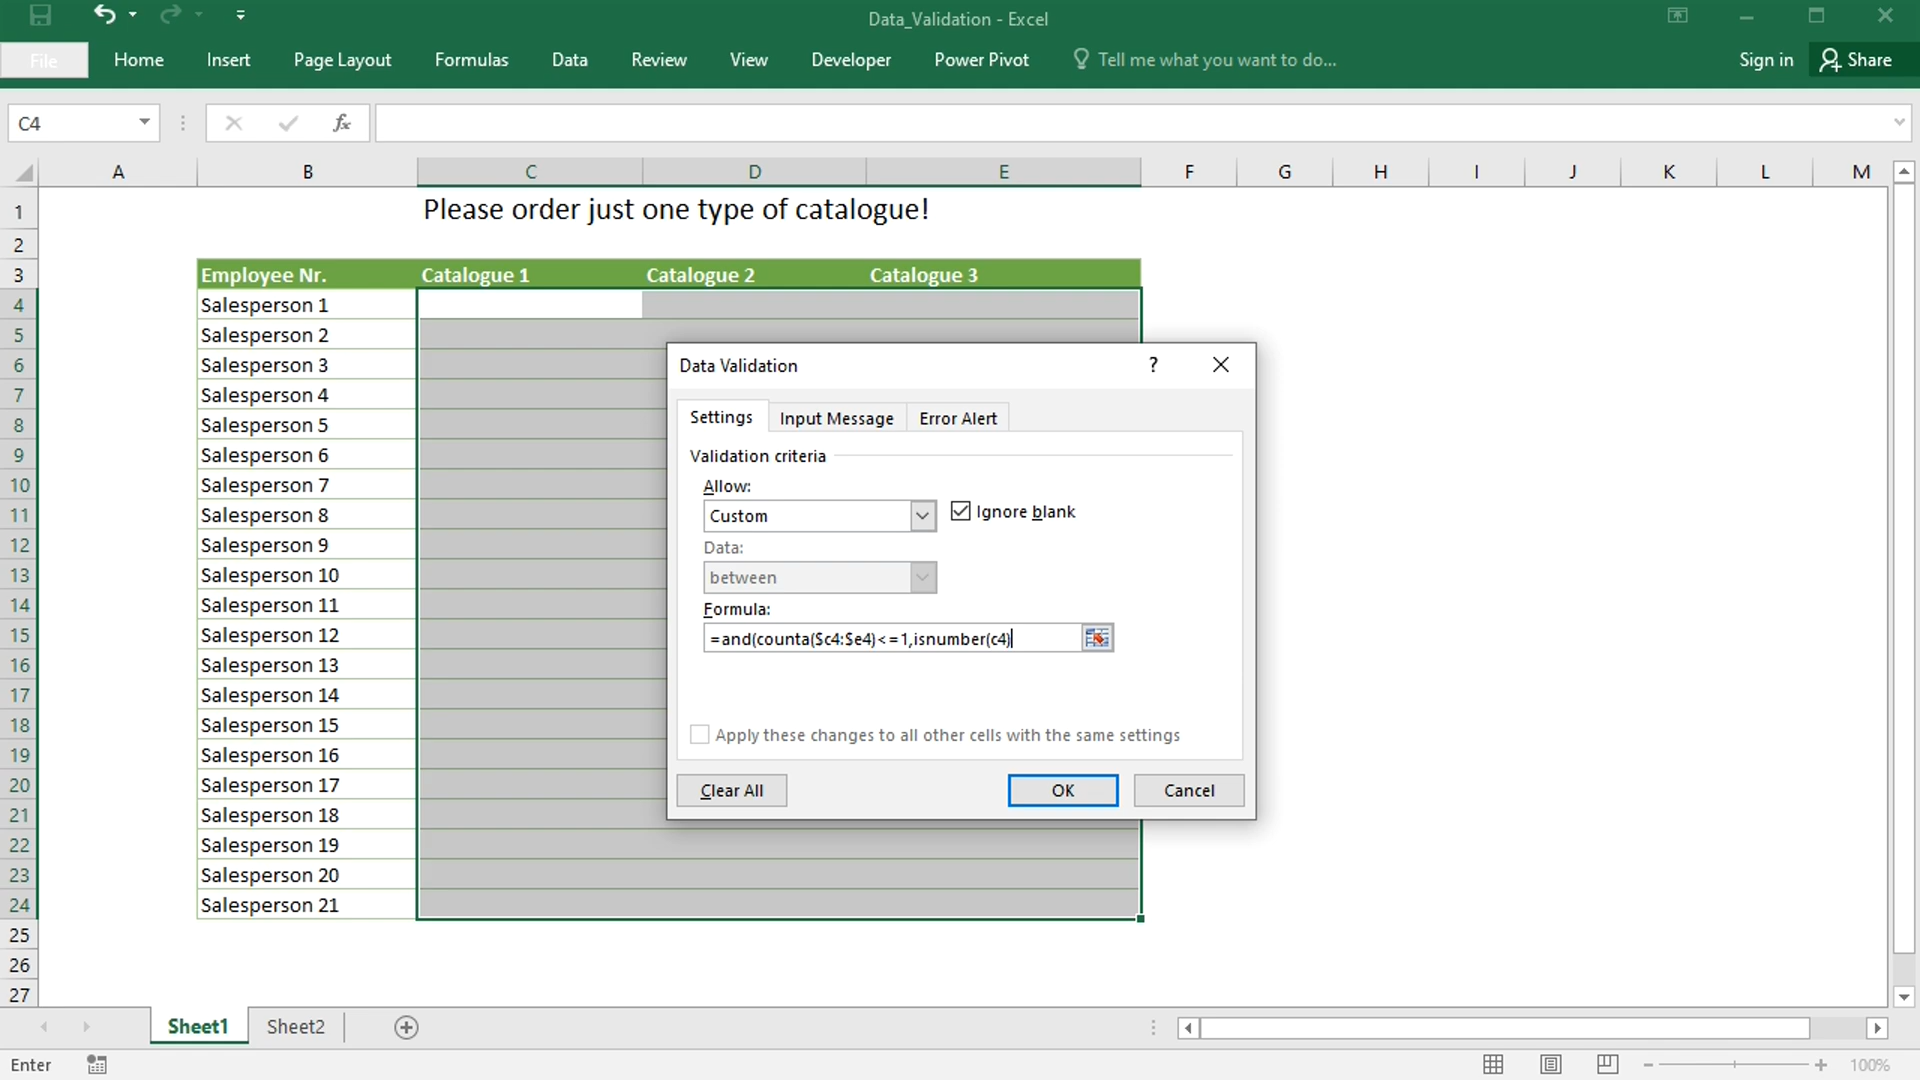 Data_Validation - Excel
File Home Insert Page Layout Formulas Data Review View Developer Power Pivot Tell me what you want to do... Sign in Share
C4 fx
A B C D E F G H I J K L M
1 Please order just one type of catalogue!
2
3 Employee Nr. Catalogue 1 Catalogue 2 Catalogue 3
4 Salesperson 1
5 Salesperson 2
6 Salesperson 3
7 Salesperson 4
8 Salesperson 5
9 Salesperson 6
10 Salesperson 7
11 Salesperson 8
12 Salesperson 9
13 Salesperson 10
14 Salesperson 11
15 Salesperson 12
16 Salesperson 13
17 Salesperson 14
18 Salesperson 15
19 Salesperson 16
20 Salesperson 17
21 Salesperson 18
22 Salesperson 19
23 Salesperson 20
24 Salesperson 21
25
26
27
Data Validation ?
Settings Input Message Error Alert
Validation criteria
Allow:
Custom Ignore blank
Data:
between
Formula:
=and(counta($c4:$e4)<=1,isnumber(c4)
Apply these changes to all other cells with the same settings
Clear All OK Cancel
Sheet1 Sheet2
Enter 100%